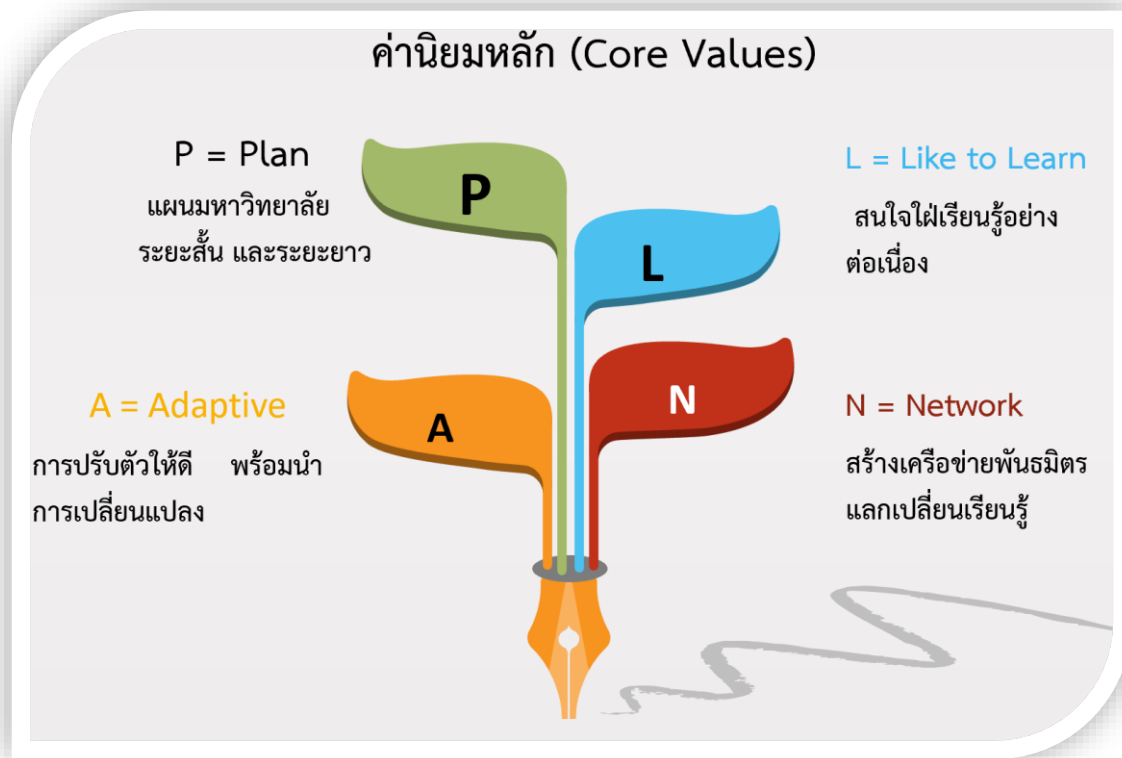 ค่านิยมหลัก (Core Values)
P = Plan
แผนมหาวิทยาลัย
ระยะสั้น และระยะยาว
P
L = Like to Learn
สนใจใฝ่เรียนรู้อย่าง
ต่อเนื่อง
L
A = Adaptive
การปรับตัวให้ดี พร้อมนำ
การเปลี่ยนแปลง
A
N
N = Network
สร้างเครือข่ายพันธมิตร
แลกเปลี่ยนเรียนรู้